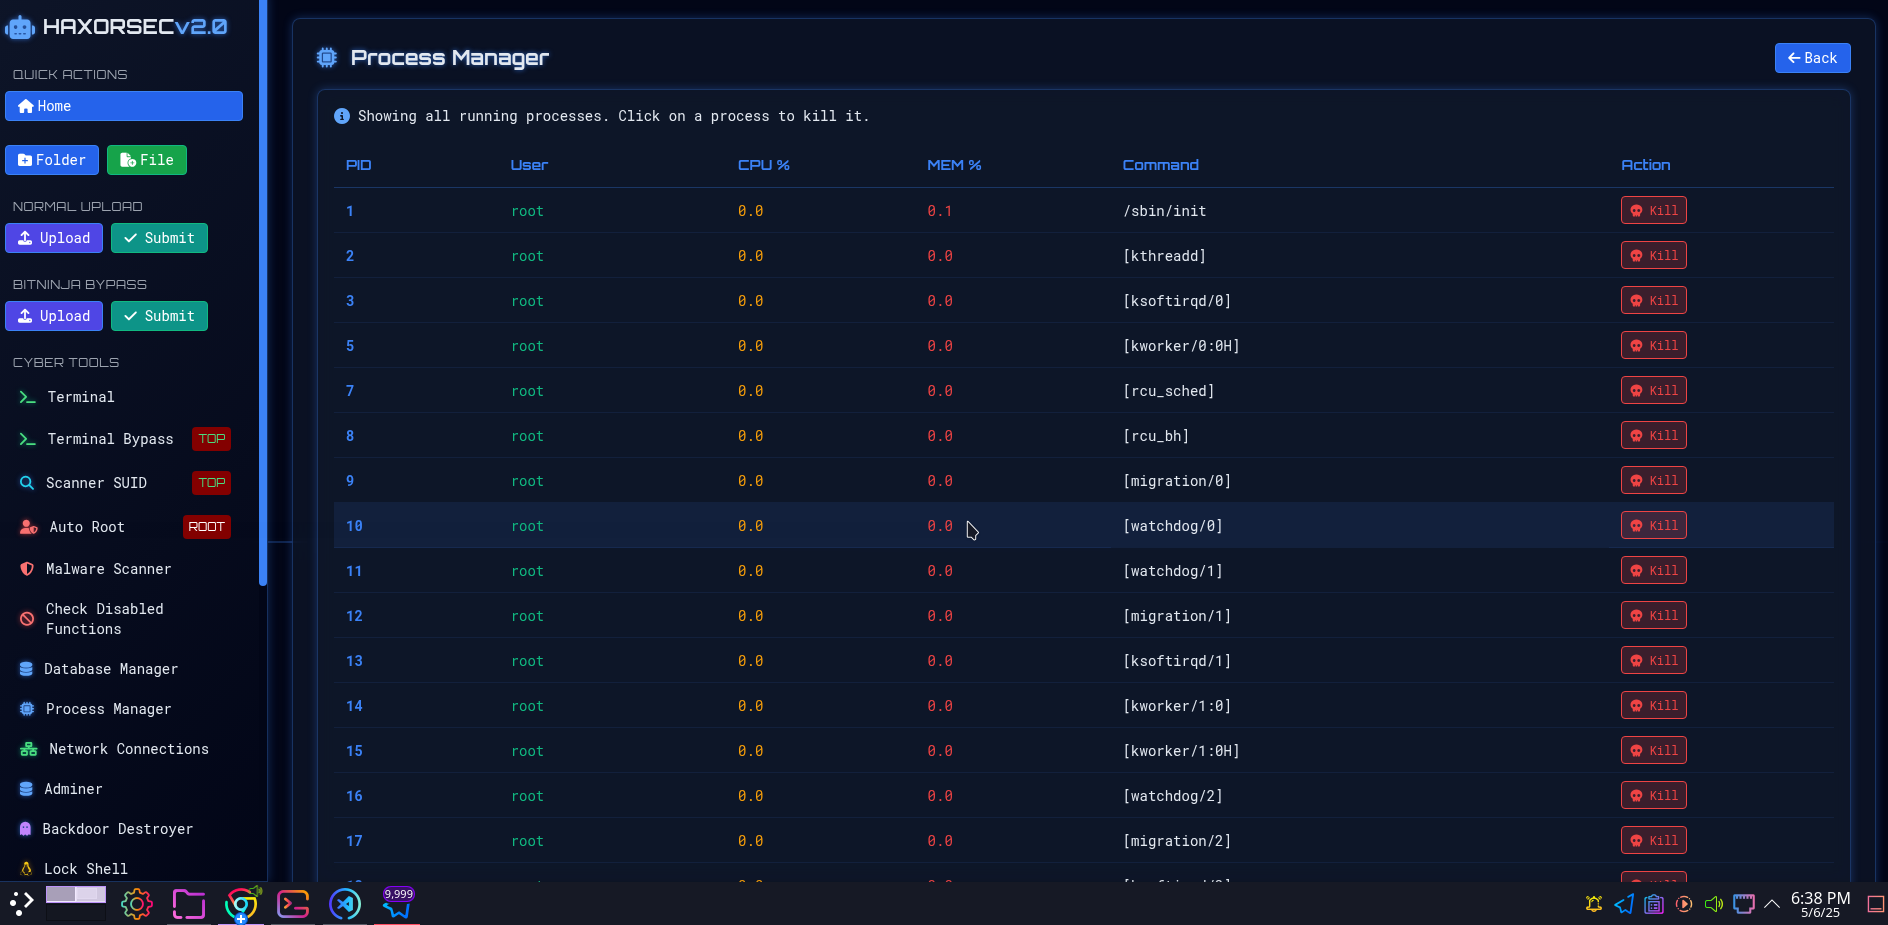 HAXORSECv2.0
QUICK ACTIONS
Home
Folder File
NORMAL UPLOAD
Upload Submit
BITNINJA BYPASS
Upload Submit
CYBER TOOLS
Terminal
Terminal Bypass TOP
Scanner SUID TOP
Auto Root ROOT
Malware Scanner
Check Disabled
Functions
Database Manager
Process Manager
Network Connections
Adminer
Backdoor Destroyer
Lock Shell
Process Manager
Back
Showing all running processes. Click on a process to kill it.
PID User CPU % MEM % Command Action
1 root 0.0 0.1 /sbin/init Kill
2 root 0.0 0.0 [kthreadd] Kill
3 root 0.0 0.0 [ksoftirqd/0] Kill
5 root 0.0 0.0 [kworker/0:0H] Kill
7 root 0.0 0.0 [rcu_sched] Kill
8 root 0.0 0.0 [rcu_bh] Kill
9 root 0.0 0.0 [migration/0] Kill
10 root 0.0 0.0 [watchdog/0] Kill
11 root 0.0 0.0 [watchdog/1] Kill
12 root 0.0 0.0 [migration/1] Kill
13 root 0.0 0.0 [ksoftirqd/1] Kill
14 root 0.0 0.0 [kworker/1:0] Kill
15 root 0.0 0.0 [kworker/1:0H] Kill
16 root 0.0 0.0 [watchdog/2] Kill
17 root 0.0 0.0 [migration/2] Kill
9,999
6:38 PM
5/6/25